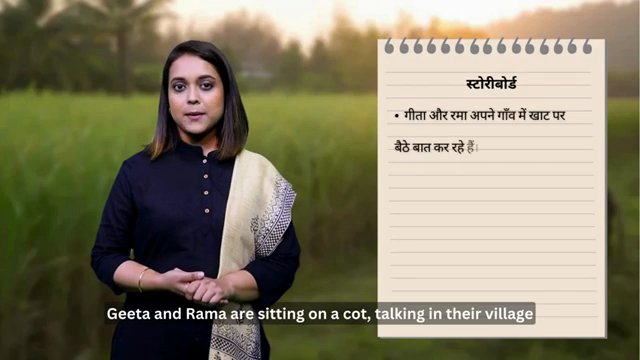 स्टोरीबोर्ड
• गीता और रमा अपने गाँव में खाट पर
बैठे बात कर रहे हैं।
Geeta and Rama are sitting on a cot, talking in their village